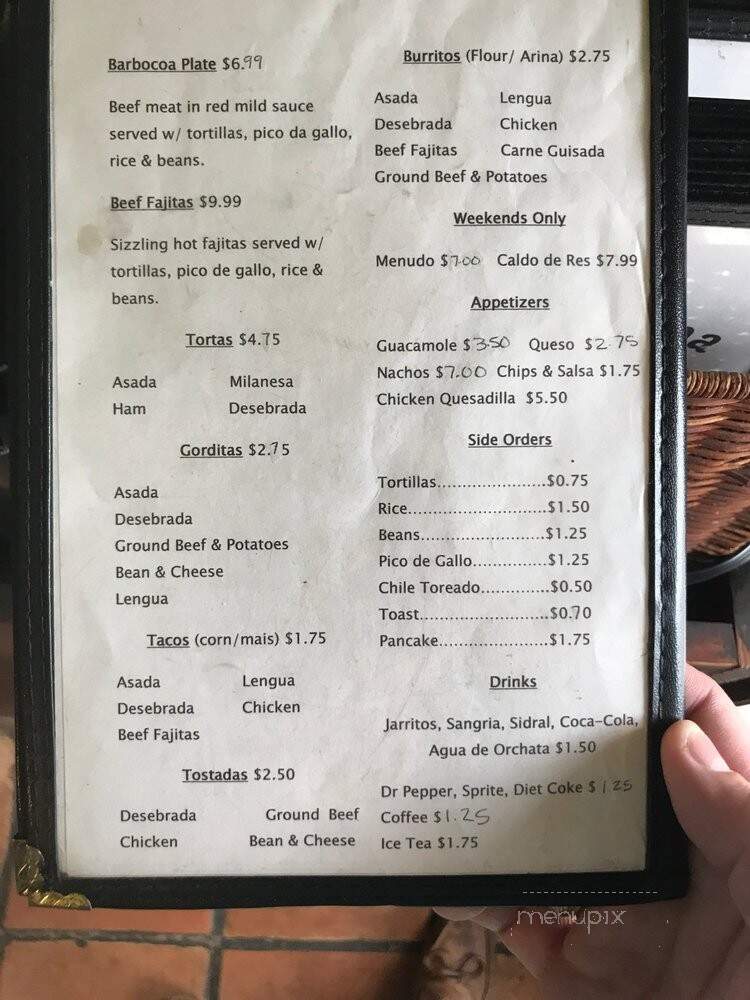 Barbocoa Plate $6.99
Beef meat in red mild sauce
served w/ tortillas, pico da gallo,
rice & beans.
Beef Fajitas $9.99
Sizzling hot fajitas served w/
tortillas, pico de gallo, rice &
beans.
Tortas $4.75
Asada Milanesa
Ham Desebrada
Gorditas $2.75
Asada
Desebrada
Ground Beef & Potatoes
Bean & Cheese
Lengua
Tacos (corn/mais) $1.75
Asada Lengua
Desebrada Chicken
Beef Fajitas
Tostadas $2.50
Desebrada Ground Beef
Chicken Bean & Cheese
Burritos (Flour/ Arina) $2.75
Asada Lengua
Desebrada Chicken
Beef Fajitas Carne Guisada
Ground Beef & Potatoes
Weekends Only
Menudo $7.00 Caldo de Res $7.99
Appetizers
Guacamole $3.50 Queso $2.75
Nachos $7.00 Chips & Salsa $1.75
Chicken Quesadilla $5.50
Side Orders
Tortillas.....................$0.75
Rice...........................$1.50
Beans.........................$1.25
Pico de Gallo..............$1.25
Chile Toreado.............$0.50
Toast.........................$0.70
Pancake.....................$1.75
Drinks
Jarritos, Sangria, Sidral, Coca-Cola,
Agua de Orchata $1.50
Dr Pepper, Sprite, Diet Coke $1.25
Coffee $1.25
Ice Tea $1.75
menupix